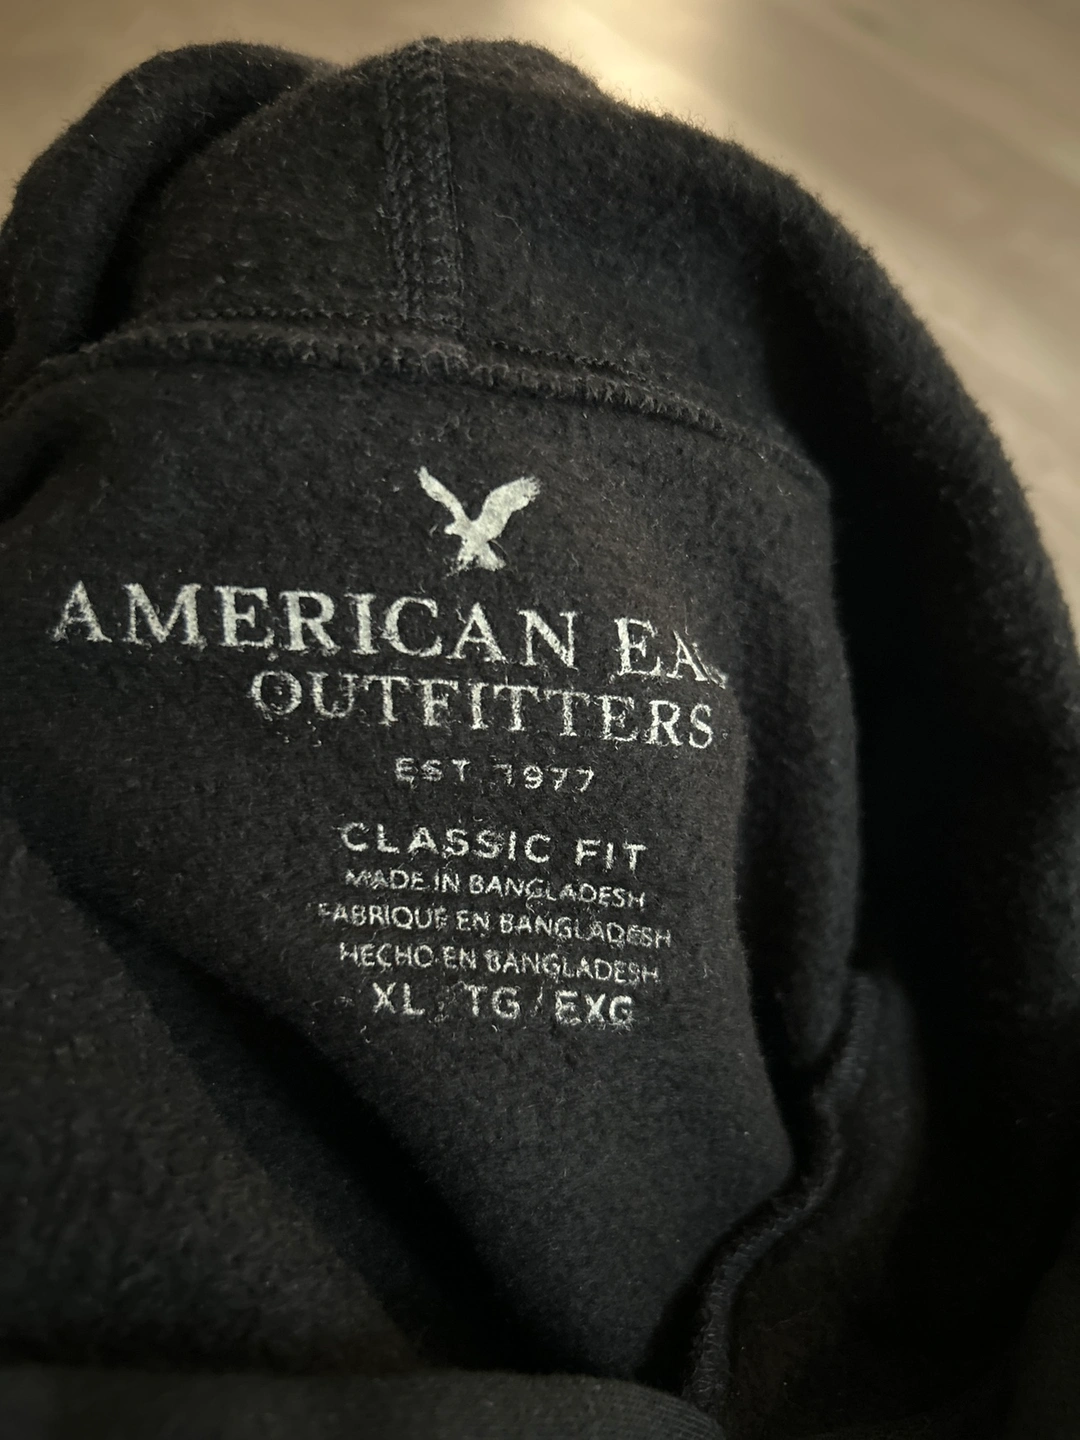 AMERICAN EA
OUTFITTERS
EST 1977
CLASSIC FIT
MADE IN BANGLADESH
FABRIQUE EN BANGLADESH
HECHO EN BANGLADESH
XL / TG / EXG